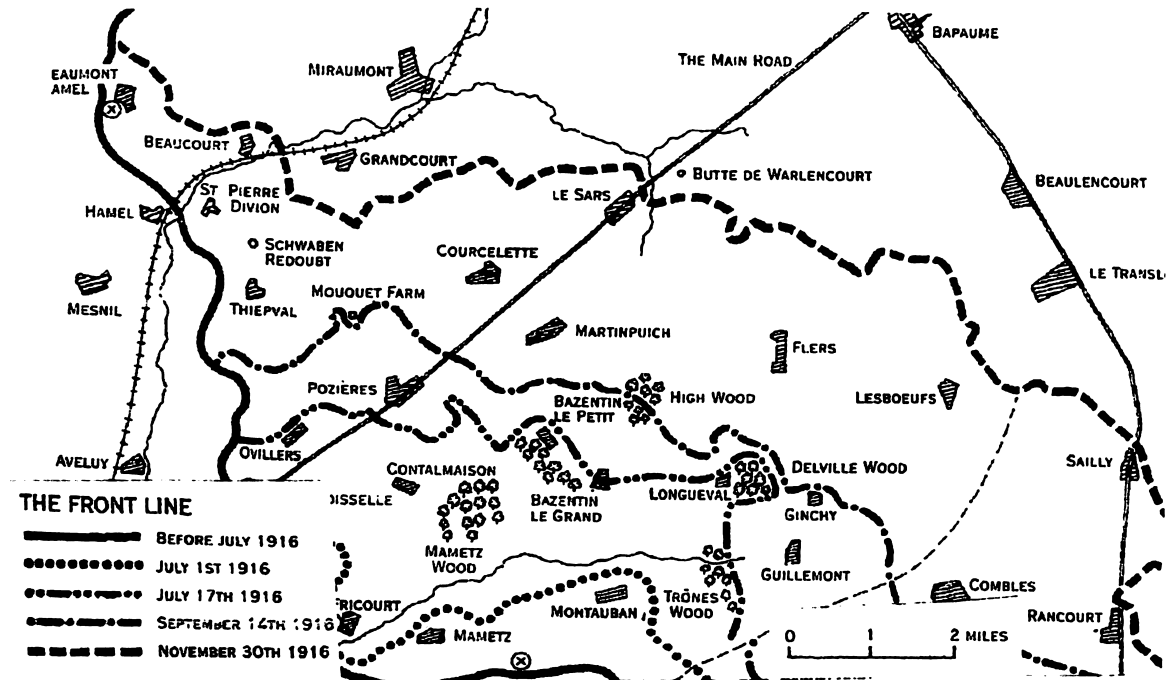 BAPAUME
THE MAIN ROAD
MIRAUMONT
EAUMONT
AMEL
BEAUCOURT
GRANDCOURT
BUTTE DE WARLENCOURT
BEAULENCOURT
ST PIERRE
DIVION
LE SARS
HAMEL
SCHWABEN
REDOUBT
COURCELETTE
LE TRANSL
MESNIL
THIEPVAL
MOUQUET FARM
MARTINPUICH
FLERS
POZIÈRES
BAZENTIN
LE PETIT
HIGH WOOD
LESBOEUFS
OVILLERS
AVELUY
CONTALMAISON
DELVILLE WOOD
SAILLY
OISSELLE
BAZENTIN
LE GRAND
LONGUEVAL
GINCHY
MAMETZ
WOOD
GUILLEMONT
COMBLES
RICOURT
MONTAUBAN
TRÔNES
WOOD
RANCOURT
MAMETZ
0 1 2 MILES
THE FRONT LINE
BEFORE JULY 1916
JULY 1ST 1916
JULY 17TH 1916
SEPTEMBER 14TH 1916
NOVEMBER 30TH 1916